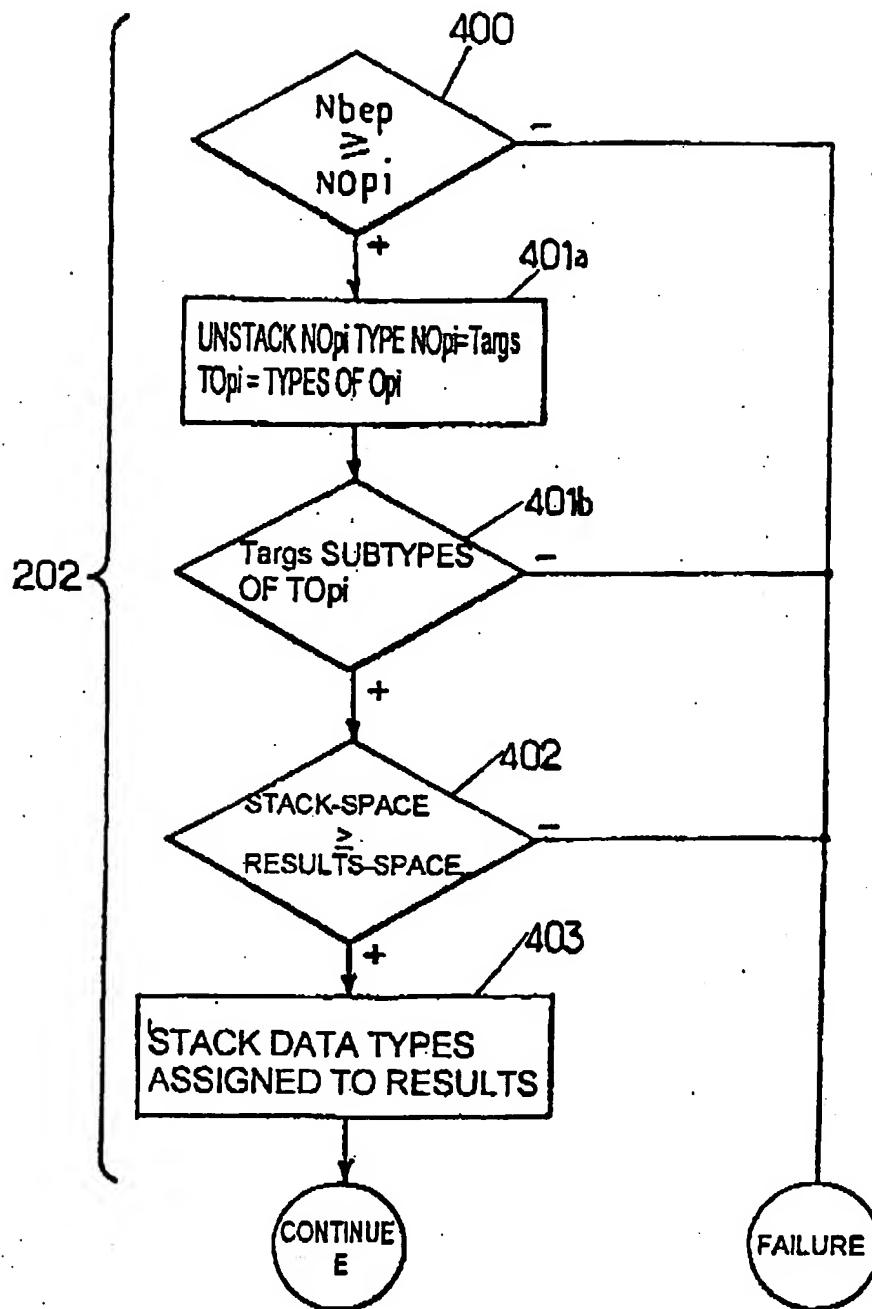 400
Nbep
≥
NOpi
-
+
401a
UNSTACK NOpi TYPE NOpi=Targs
TOpi = TYPES OF Opi
401b
Targs SUBTYPES
OF TOpi
-
202
+
402
STACK-SPACE
≥
RESULTS-SPACE
-
+
403
STACK DATA TYPES
ASSIGNED TO RESULTS
CONTINUE
E
FAILURE